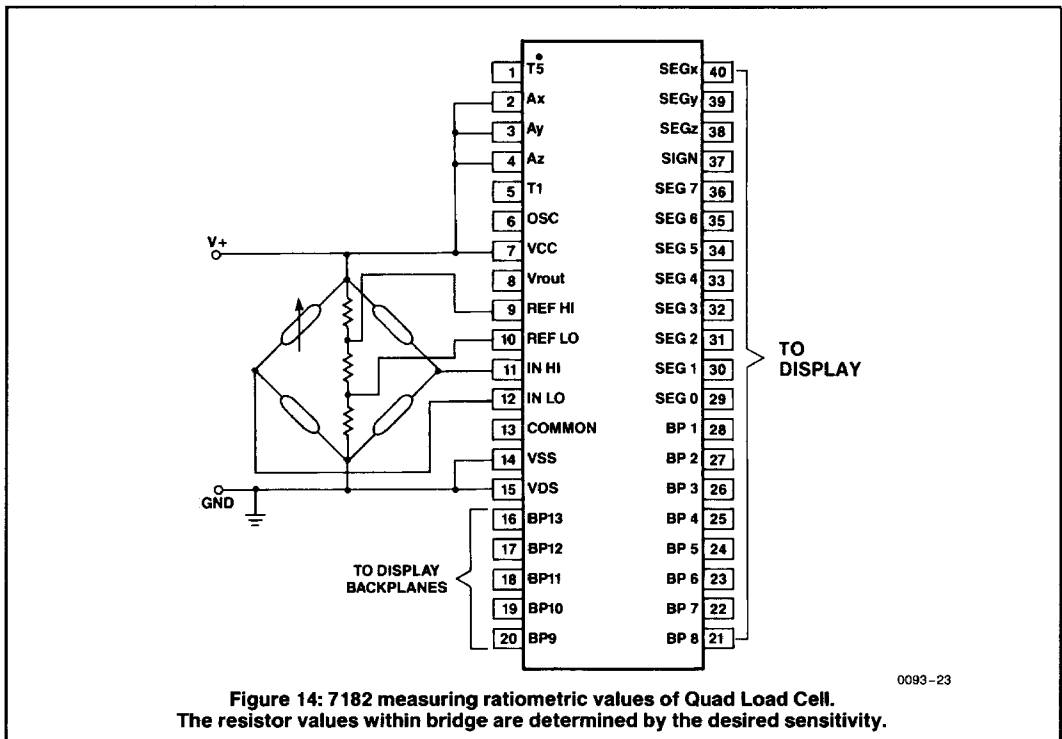 1 T5 SEGx 40
2 Ax SEGy 39
3 Ay SEGz 38
4 Az SIGN 37
5 T1 SEG 7 36
6 OSC SEG 6 35
V+ 7 VCC SEG 5 34
8 Vrout SEG 4 33
9 REF HI SEG 3 32
10 REF LO SEG 2 31
11 IN HI SEG 1 30
12 IN LO SEG 0 29
TO
DISPLAY
13 COMMON BP 1 28
14 VSS BP 2 27
GND 15 VDS BP 3 26
16 BP13 BP 4 25
17 BP12 BP 5 24
18 BP11 BP 6 23
19 BP10 BP 7 22
20 BP9 BP 8 21
TO DISPLAY
BACKPLANES
0093–23
Figure 14: 7182 measuring ratiometric values of Quad Load Cell.
The resistor values within bridge are determined by the desired sensitivity.